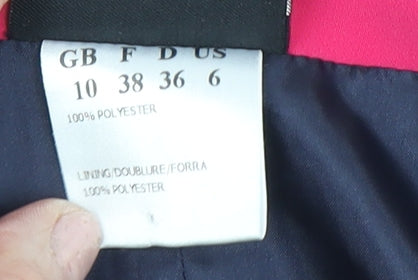 GB F D US
10 38 36 6
100% POLYESTER
LINING/DOUBLURE/FORRA
100% POLYESTER